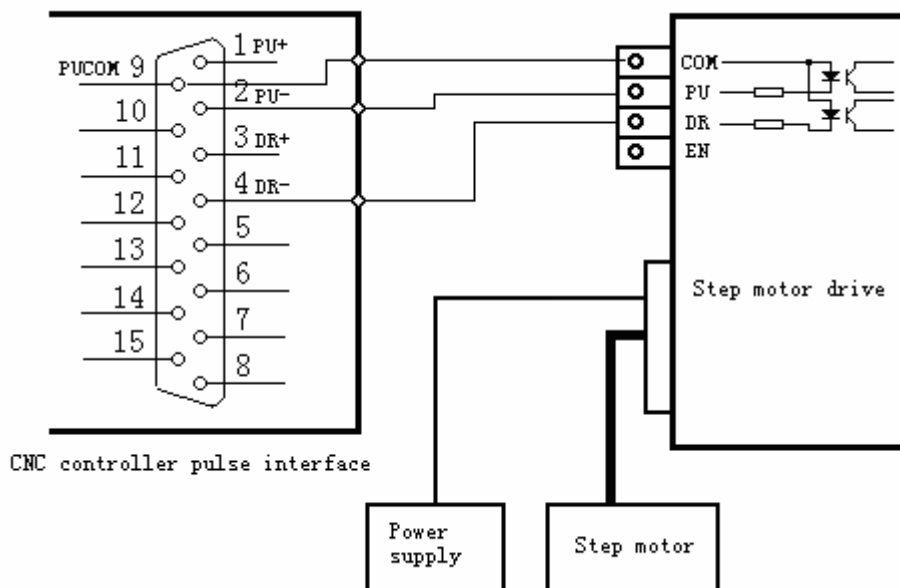 1 PU+
PUCOM 9
2 PU-
10
3 DR+
11
4 DR-
12
5
13
6
14
7
15
8
CNC controller pulse interface
COM
PU
DR
EN
Step motor drive
Power
supply
Step motor